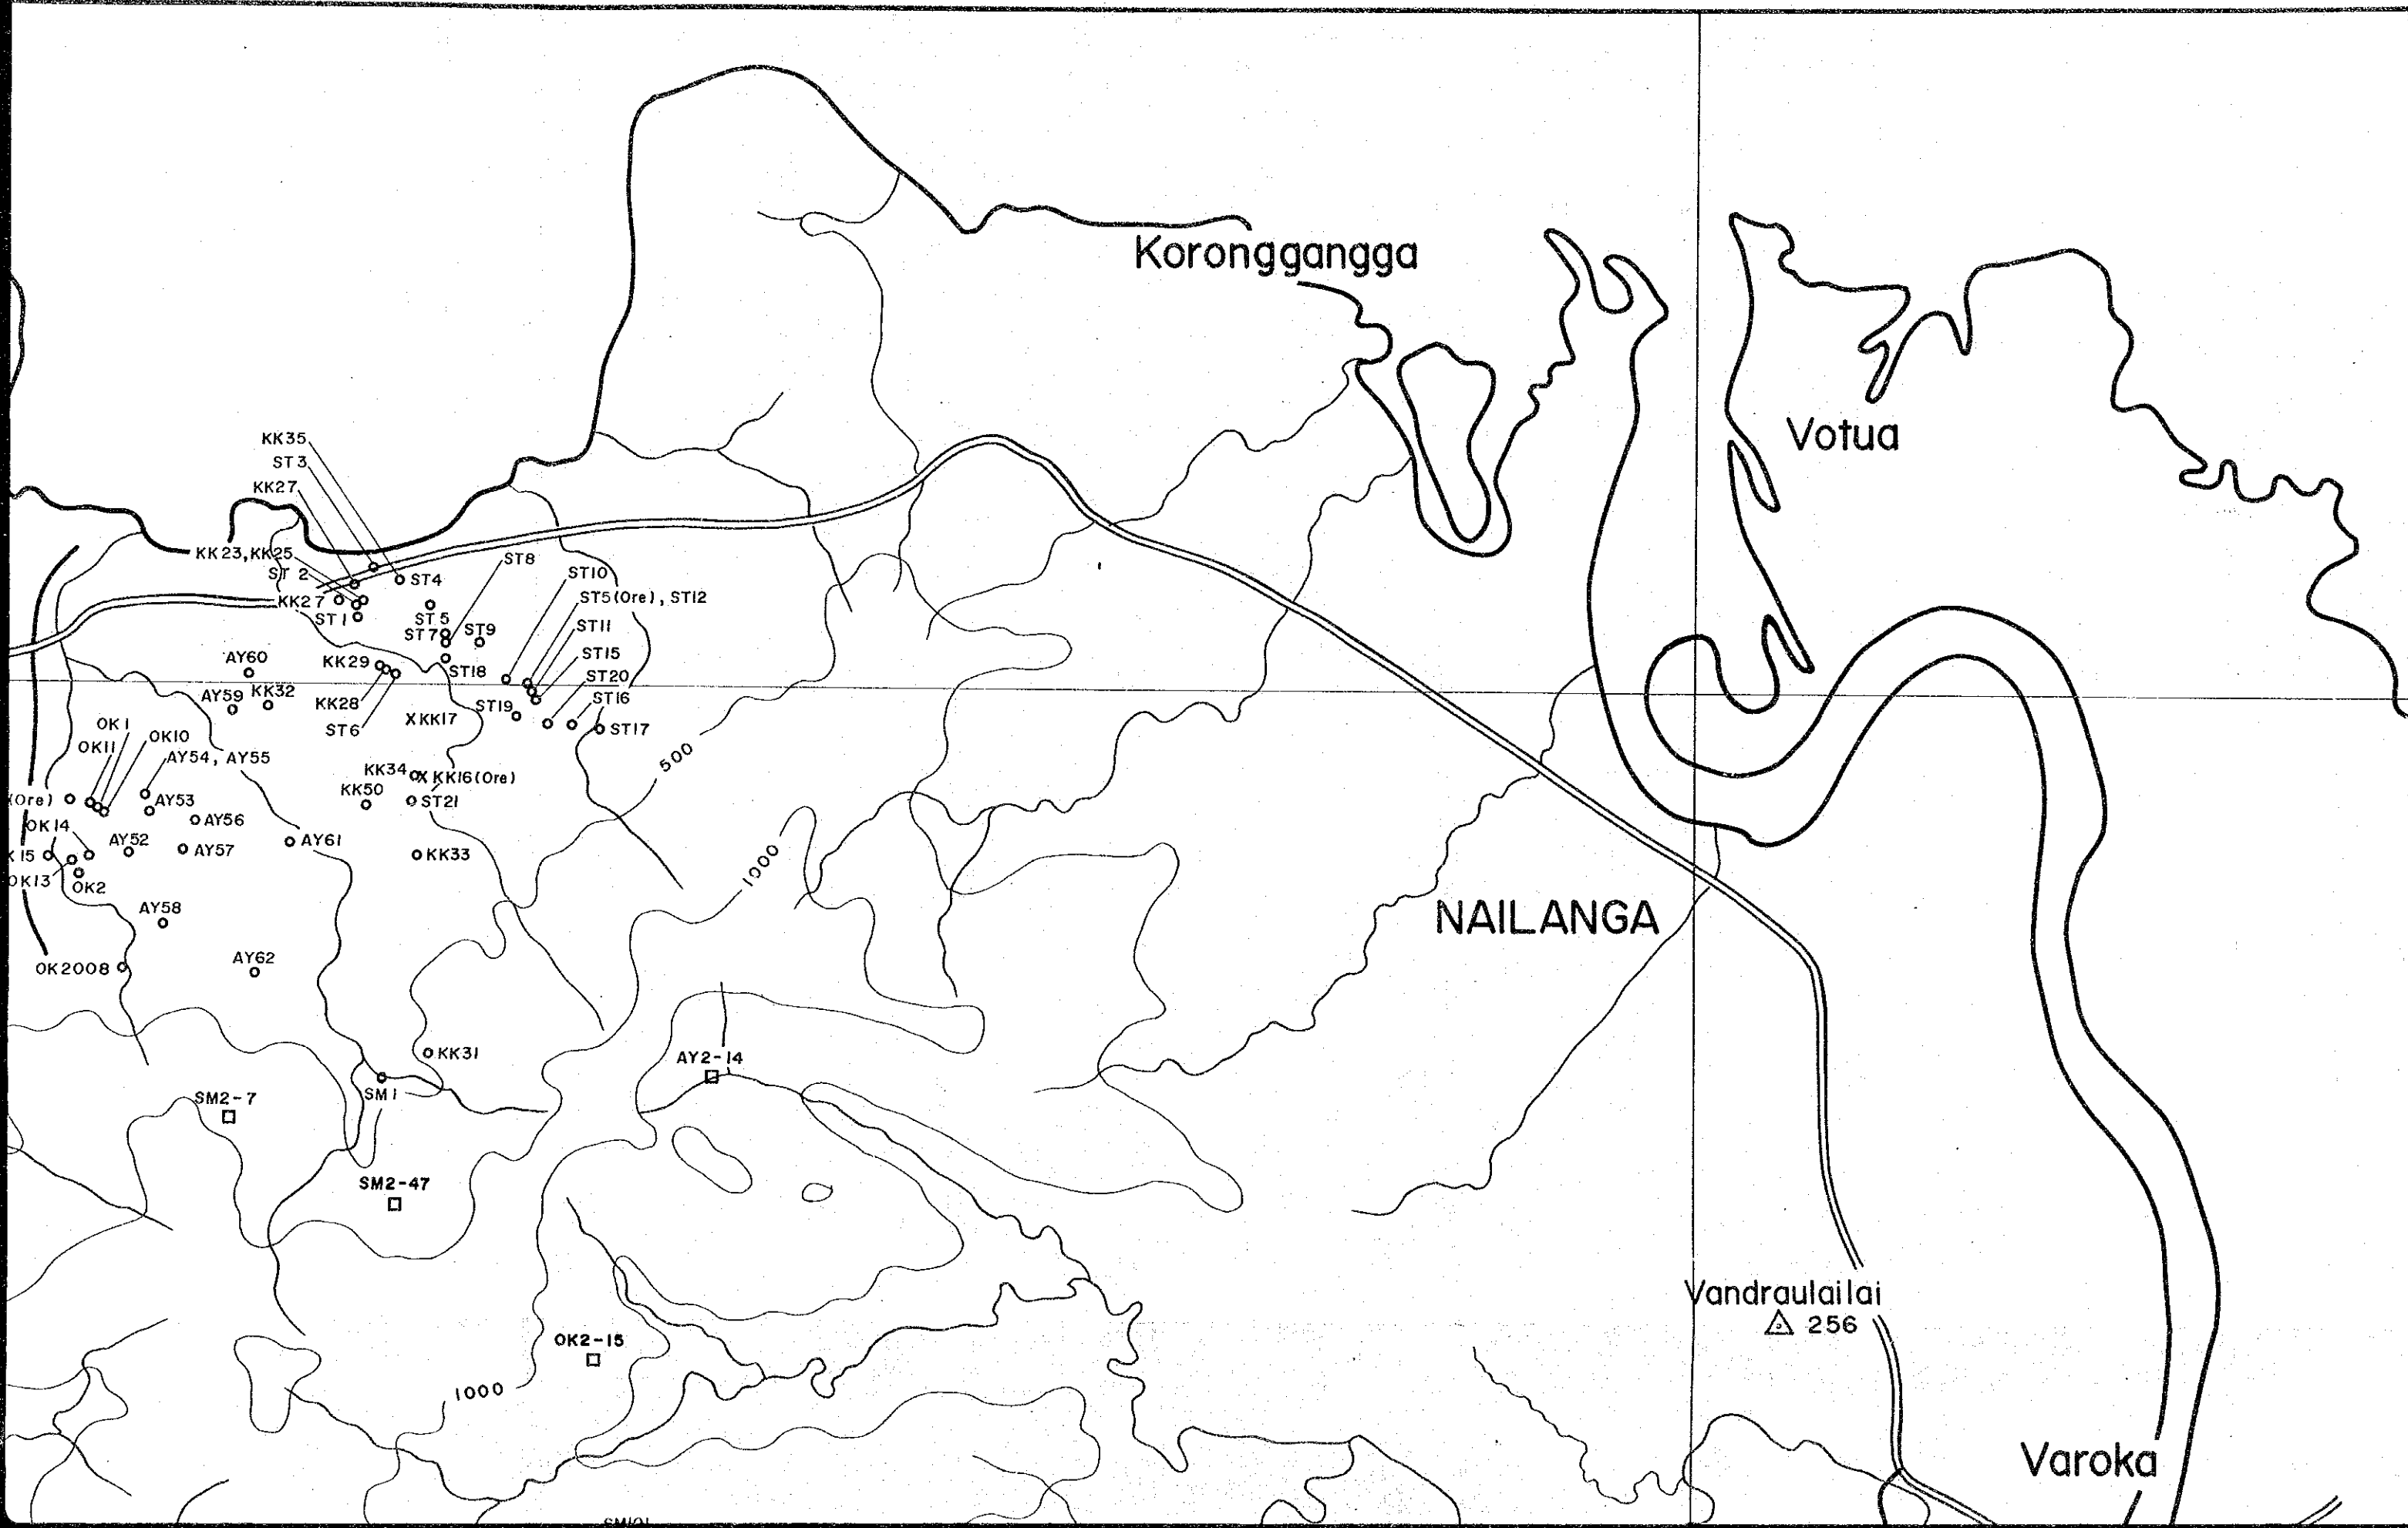 Koronggangga
Votua
KK35
ST3
KK27
KK23,KK25
ST 2
KK27
ST1
ST4
ST5
ST7
ST8
ST9
ST10
ST5(Ore), ST12
ST11
ST15
ST20
ST16
ST18
ST19
ST17
AY60
KK29
AY59
KK32
KK28
ST6
XKK17
500
OK1
OK11
OK10
AY54, AY55
KK34
X KK16(Ore)
KK50
ST21
(Ore)
AY53
AY56
OK14
AY52
AY57
AY61
KK33
K15
OK13
OK2
1000
AY58
NAILANGA
OK2008
AY62
KK31
AY2-14
SM1
SM2-7
SM2-47
Vandraulailai
256
OK2-15
1000
Varoka